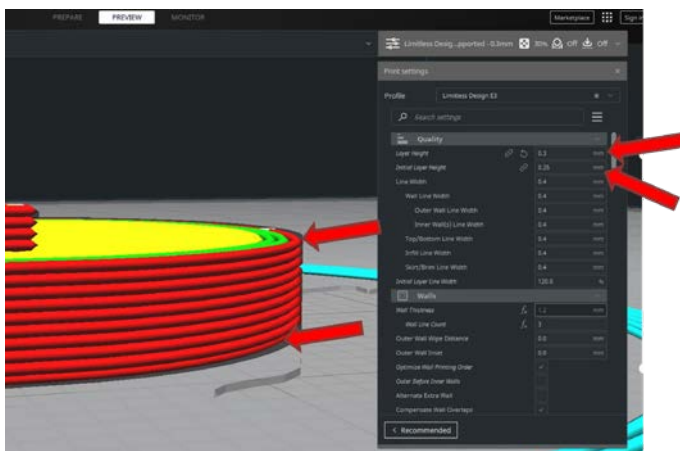 PREPARE
PREVIEW
MONITOR
Marketplace
Sign i
Limitless Desig...pported - 0.3mm
30%
Off
Off
Print settings
Profile
Limitless Design E3
Search settings
Quality
Layer Height
0.3
mm
Initial Layer Height
0.25
mm
Line Width
0.4
mm
Wall Line Width
0.4
mm
Outer Wall Line Width
0.4
mm
Inner Wall(s) Line Width
0.4
mm
Top/Bottom Line Width
0.4
mm
Infill Line Width
0.4
mm
Skirt/Brim Line Width
0.4
mm
Initial Layer Line Width
120.0
%
Walls
Wall Thickness
1.2
mm
Wall Line Count
3
Outer Wall Wipe Distance
0.0
mm
Outer Wall Inset
0.0
mm
Optimize Wall Printing Order
Outer Before Inner Walls
Alternate Extra Wall
Compensate Wall Overlaps
< Recommended